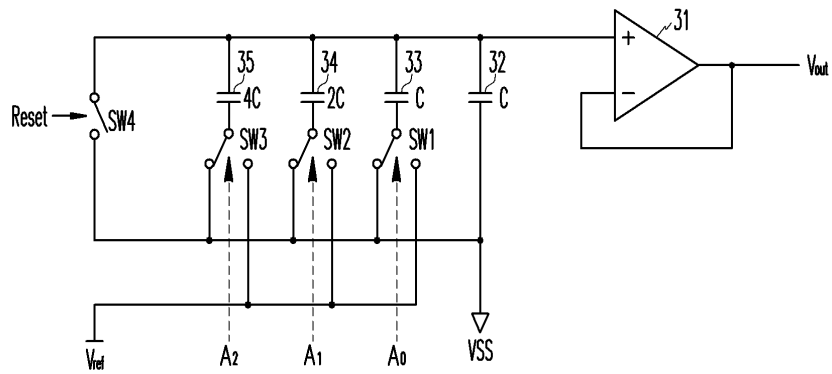 31
35
34
33
32
+
Vout
4C
2C
C
C
−
Reset
SW4
SW3
SW2
SW1
Vref
A2
A1
A0
VSS